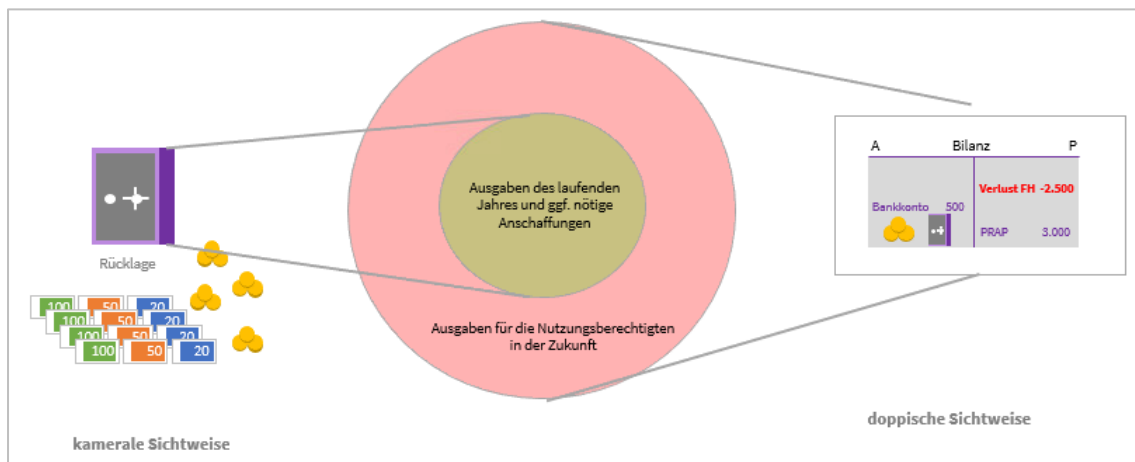 Rücklage
100 50 20
100 50 20
100 50 20
100 50 20
kamerale Sichtweise
Ausgaben des laufenden
Jahres und ggf. nötige
Anschaffungen
Ausgaben für die Nutzungsberechtigten
in der Zukunft
A Bilanz P
Verlust FH -2.500
Bankkonto 500
PRAP 3.000
doppische Sichtweise